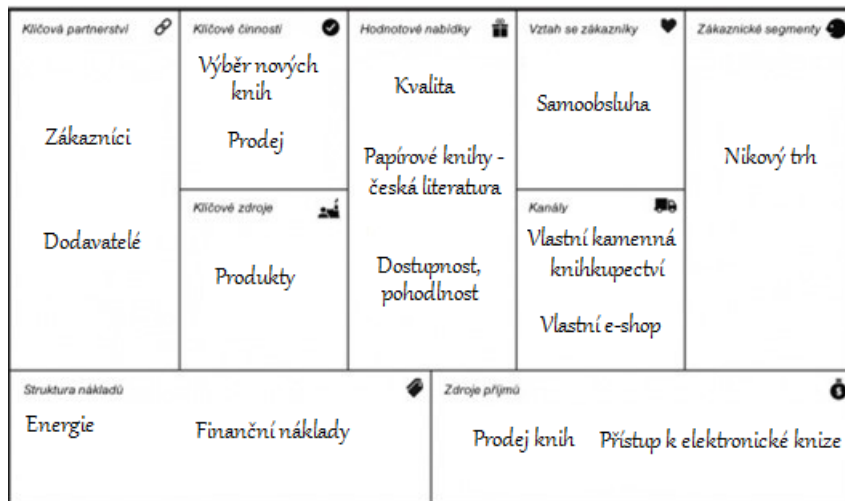 Klíčová partnerství
Zákazníci
Dodavatelé
Klíčové činnosti
Výběr nových
knih
Prodej
Klíčové zdroje
Produkty
Hodnotové nabídky
Kvalita
Papírové knihy -
česká literatura
Dostupnost,
pohodlnost
Vztah se zákazníky
Samoobsluha
Kanály
Vlastní kamenná
knihkupectví
Vlastní e-shop
Zákaznické segmenty
Nikový trh
Struktura nákladů
Energie
Finanční náklady
Zdroje příjmů
Prodej knih
Přístup k elektronické knize